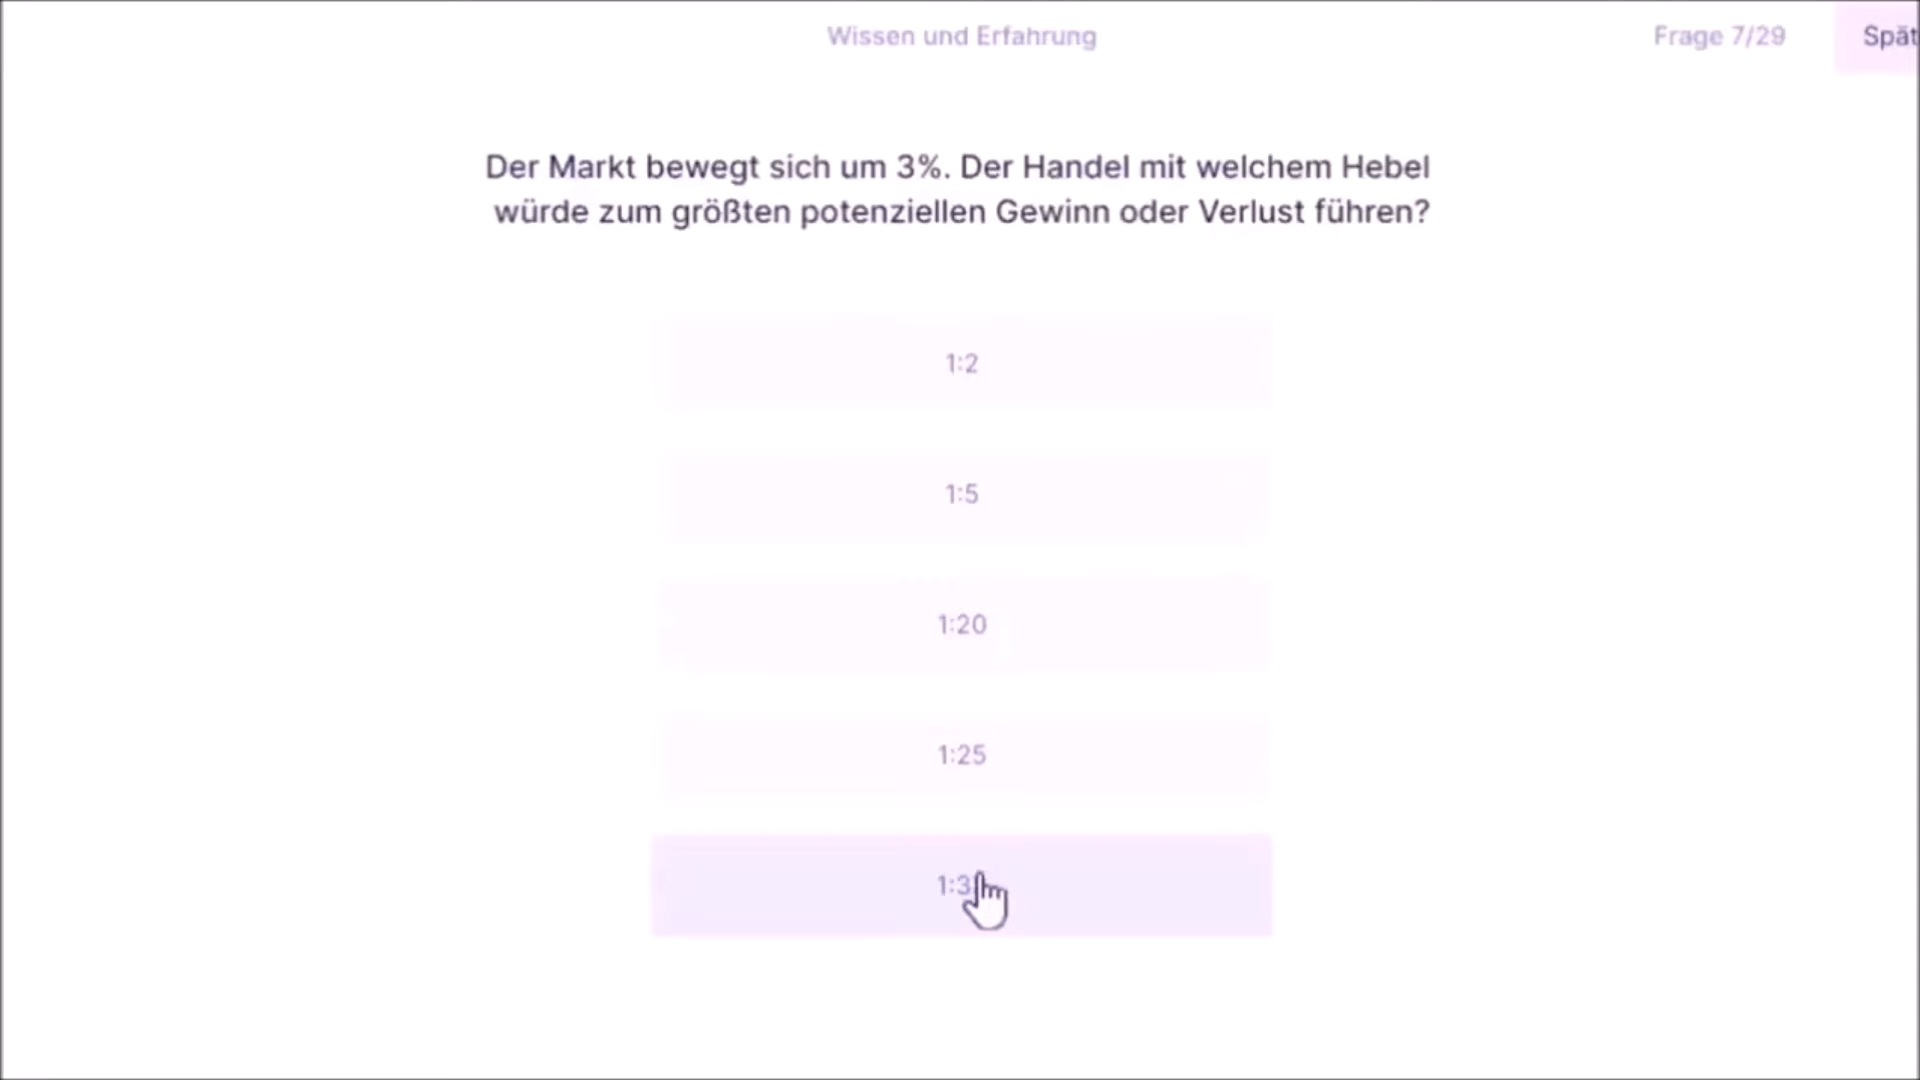 Wissen und Erfahrung
Frage 7/29
Der Markt bewegt sich um 3%. Der Handel mit welchem Hebel
würde zum größten potenziellen Gewinn oder Verlust führen?
1:2
1:5
1:20
1:25